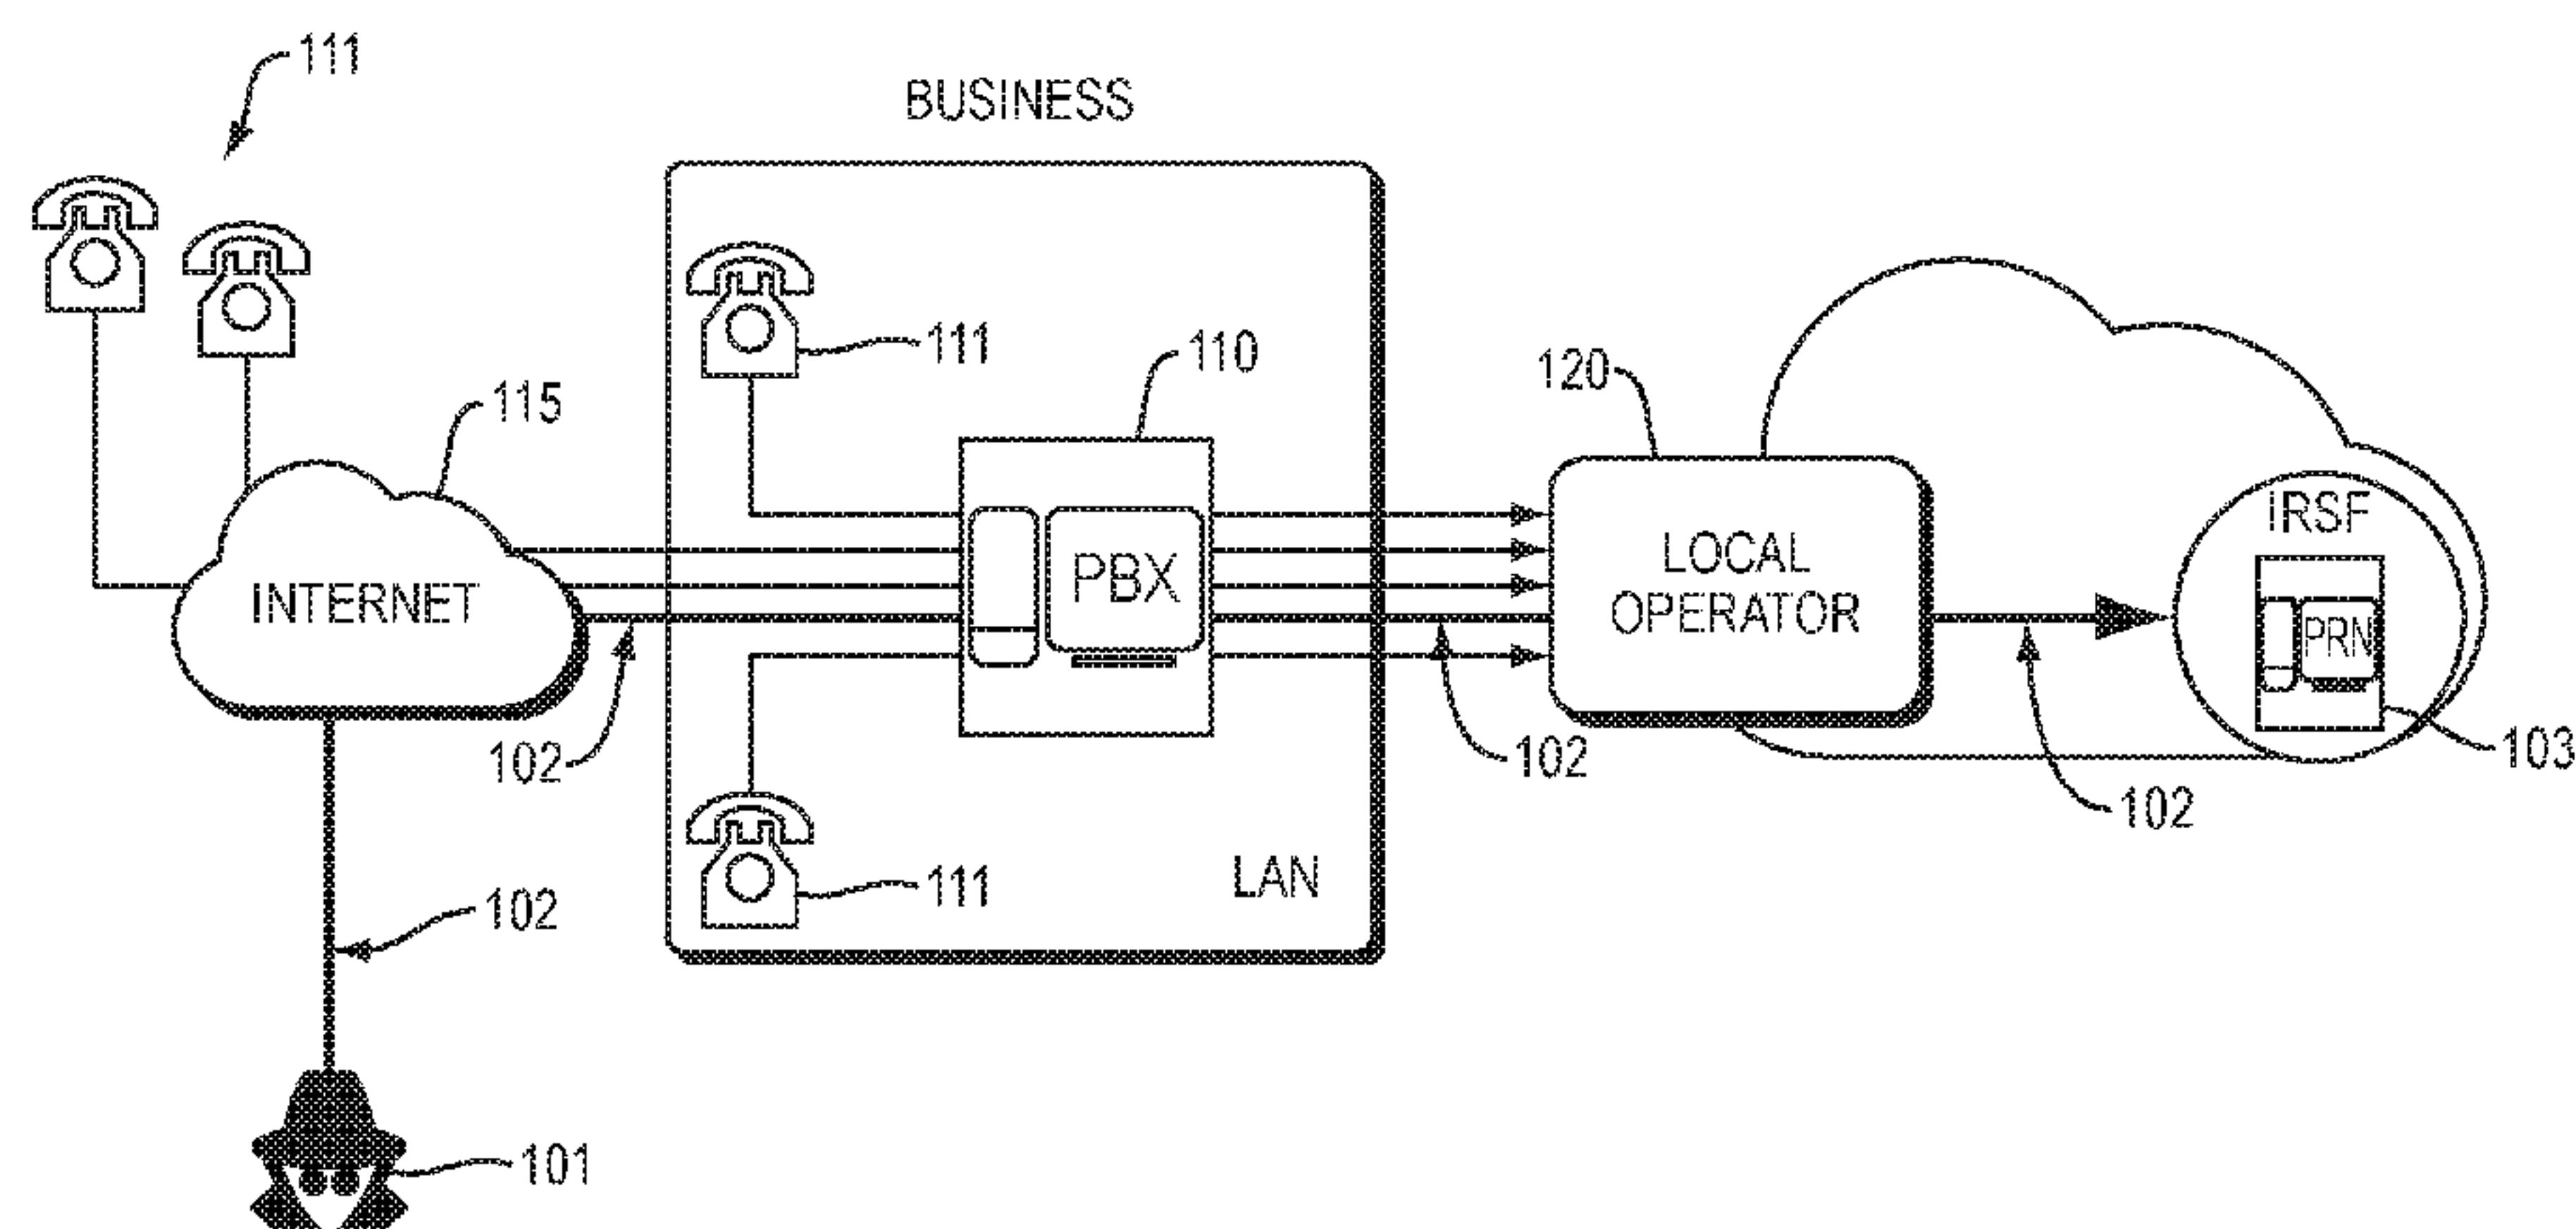 111
BUSINESS
111
110
120
115
IRSF
PBX
LOCAL
OPERATOR
INTERNET
PRN
102
102
103
102
111
LAN
102
101